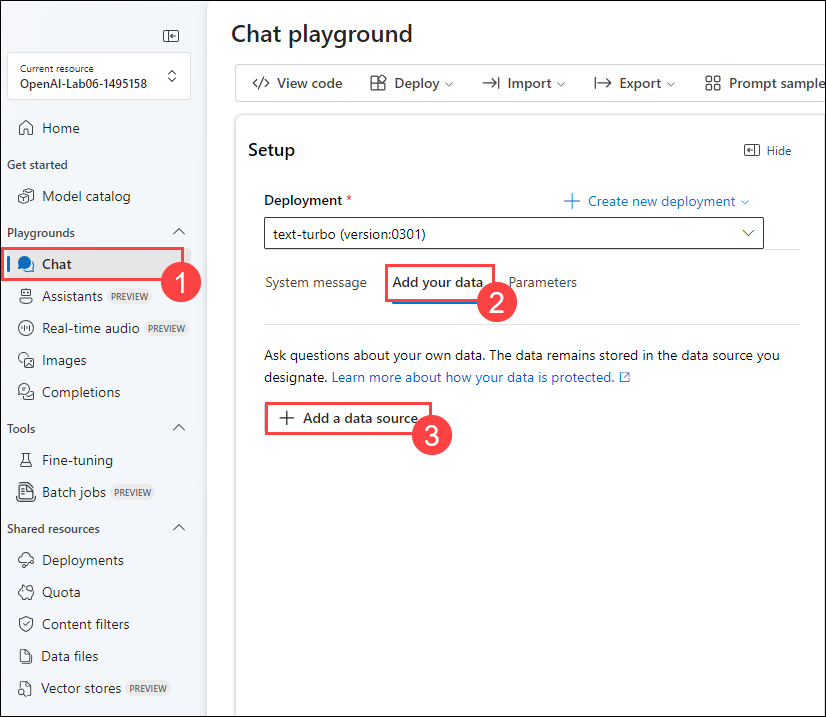 Current resource
OpenAI-Lab06-1495158
Home
Get started
Model catalog
Playgrounds
Chat
1
Assistants PREVIEW
Real-time audio PREVIEW
Images
Completions
Tools
Fine-tuning
Batch jobs PREVIEW
Shared resources
Deployments
Quota
Content filters
Data files
Vector stores PREVIEW
Chat playground
View code Deploy Import Export Prompt sample
Setup
Hide
Deployment *
Create new deployment
text-turbo (version:0301)
System message Add your data Parameters
2
Ask questions about your own data. The data remains stored in the data source you
designate. Learn more about how your data is protected.
Add a data source
3